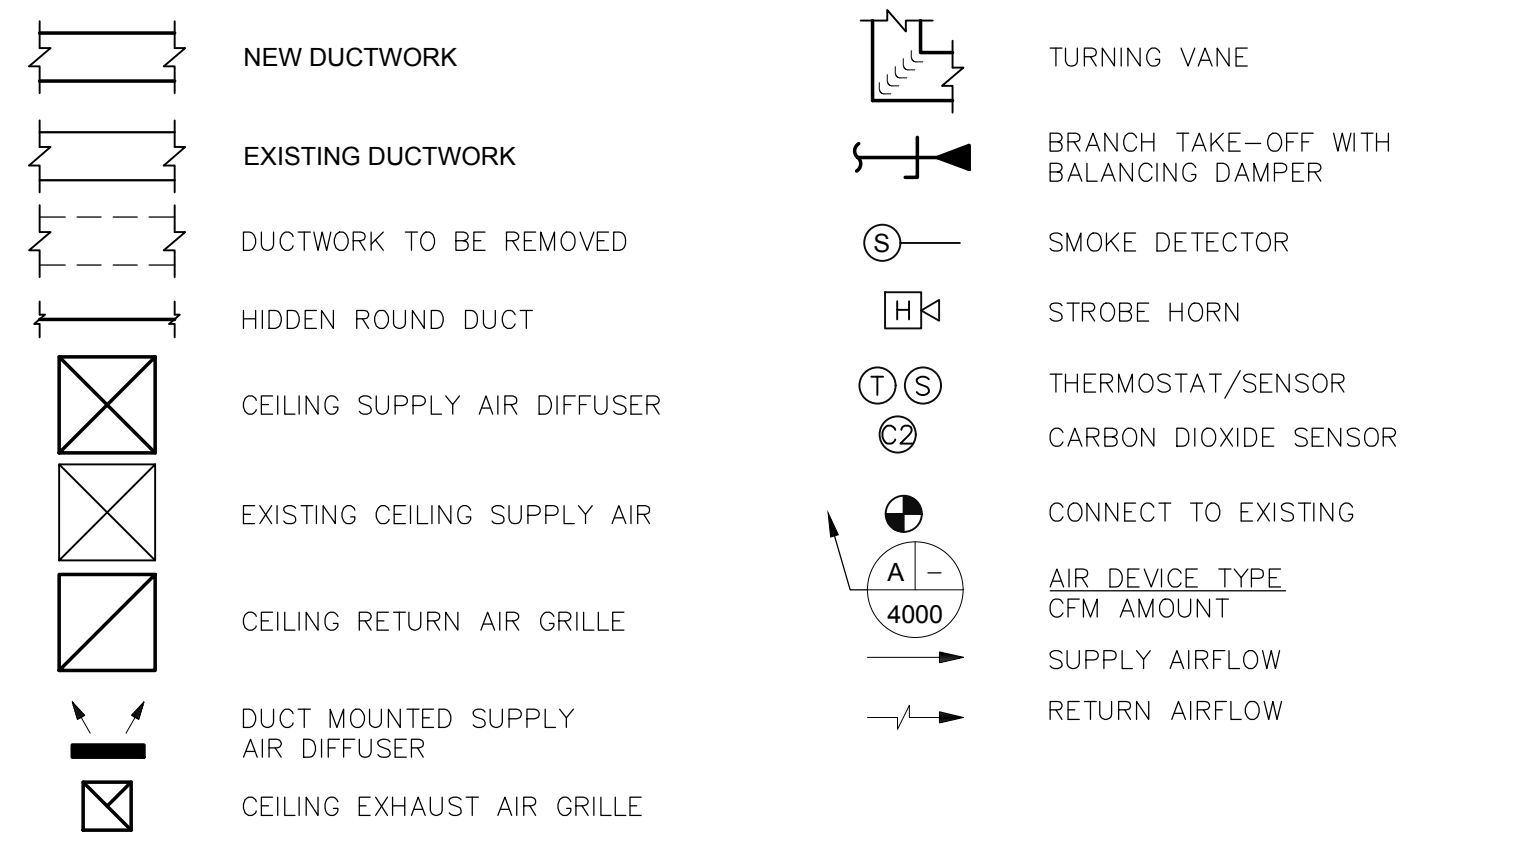 NEW DUCTWORK
EXISTING DUCTWORK
DUCTWORK TO BE REMOVED
HIDDEN ROUND DUCT
CEILING SUPPLY AIR DIFFUSER
EXISTING CEILING SUPPLY AIR
CEILING RETURN AIR GRILLE
DUCT MOUNTED SUPPLY
AIR DIFFUSER
CEILING EXHAUST AIR GRILLE
TURNING VANE
BRANCH TAKE–OFF WITH
BALANCING DAMPER
S SMOKE DETECTOR
H STROBE HORN
T S THERMOSTAT/SENSOR
C2 CARBON DIOXIDE SENSOR
CONNECT TO EXISTING
A – AIR DEVICE TYPE
4000 CFM AMOUNT
SUPPLY AIRFLOW
RETURN AIRFLOW